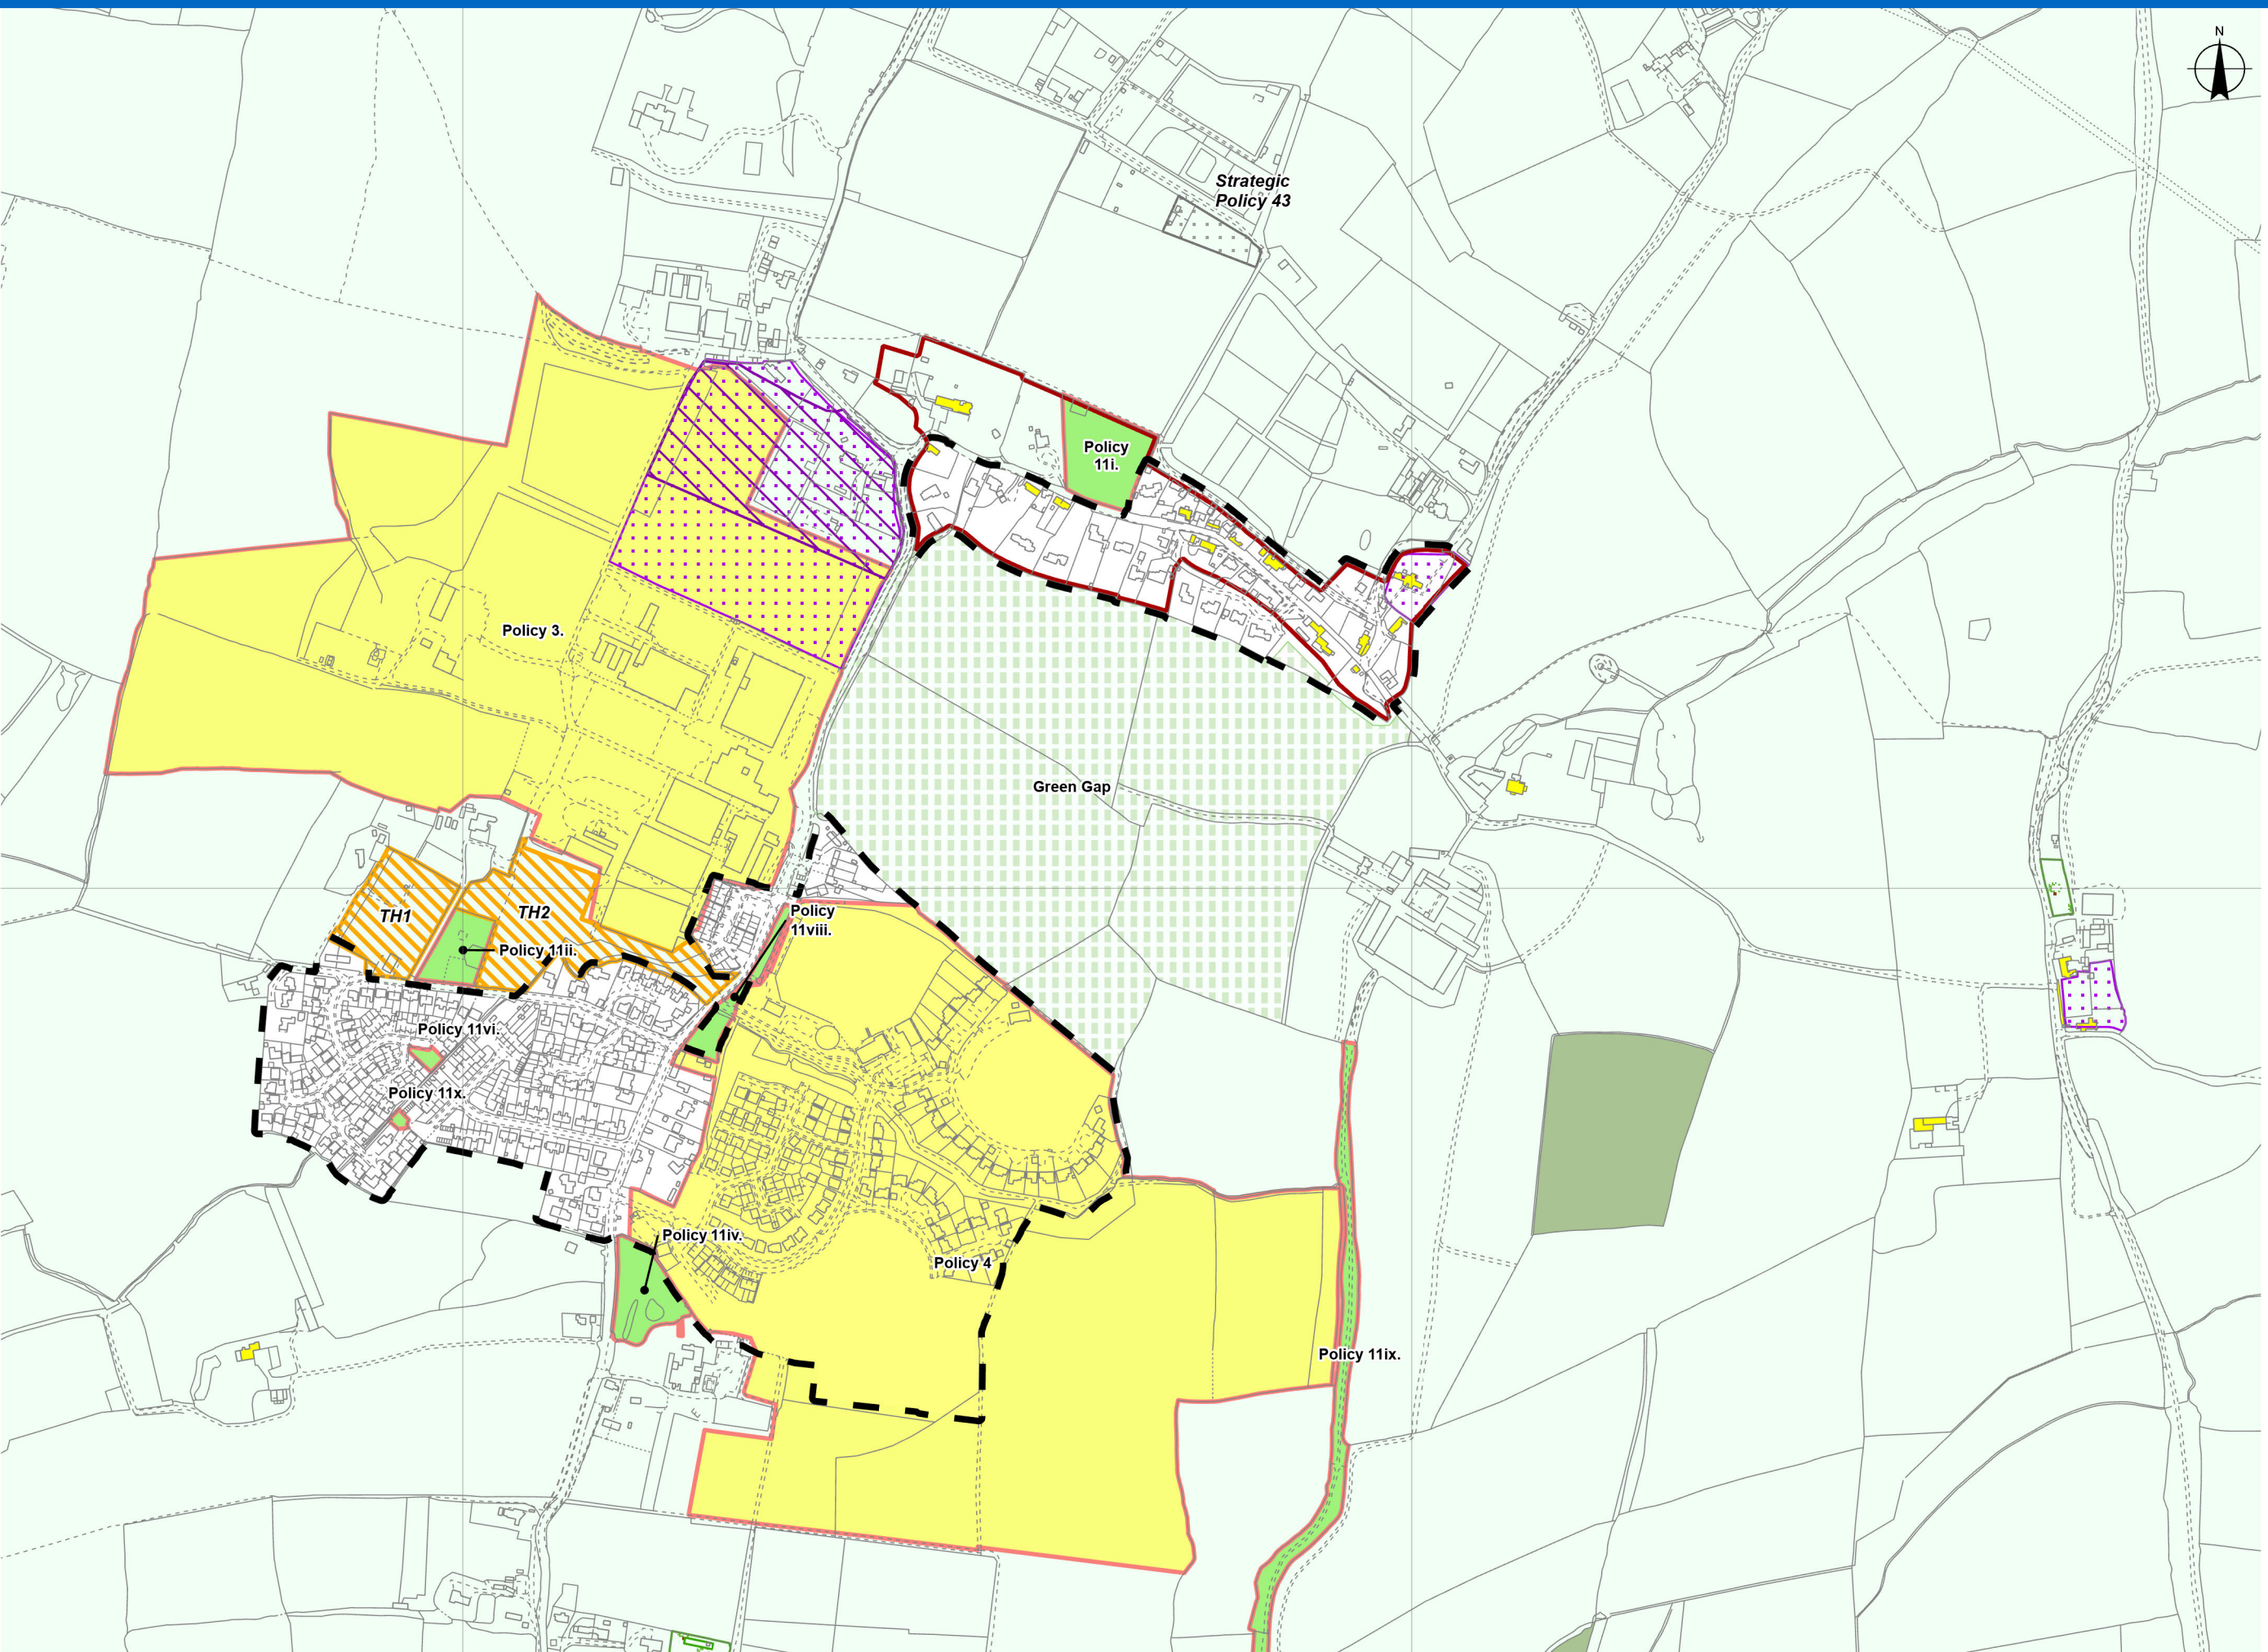 N
Strategic
Policy 43
Policy
11i.
Policy 3.
Green Gap
TH1
TH2
Policy
11viii.
Policy 11ii.
Policy 11vi.
Policy 11x.
Policy 11iv.
Policy 4
Policy 11ix.